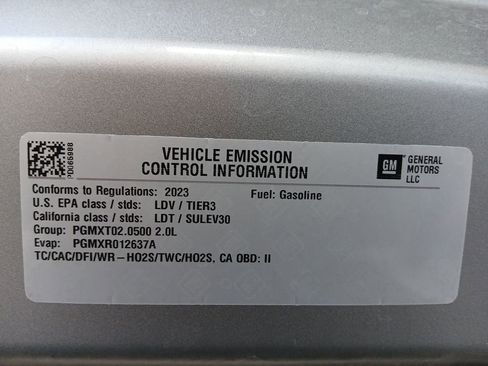 VEHICLE EMISSION
CONTROL INFORMATION
GM
GENERAL
MOTORS
LLC
Conforms to Regulations: 2023 Fuel: Gasoline
U.S. EPA class / stds: LDV / TIER3
California class / stds: LDT / SULEV30
Group: PGMXT02.0500 2.0L
Evap: PGMXR012637A
TC/CAC/DFI/WR-HO2S/TWC/HO2S, CA OBD: II